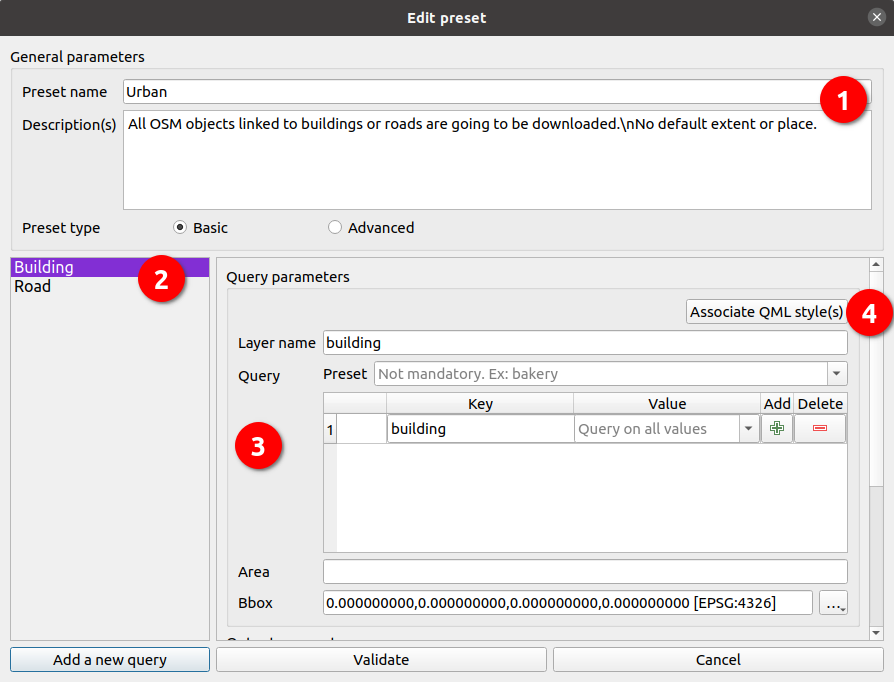 Edit preset
General parameters
Preset name Urban 1
Description(s) All OSM objects linked to buildings or roads are going to be downloaded.\nNo default extent or place.
Preset type Basic Advanced
Building 2
Road
Query parameters
Associate QML style(s) 4
Layer name building
Query Preset Not mandatory. Ex: bakery
Key Value Add Delete
1 building Query on all values
3
Area
Bbox 0.000000000,0.000000000,0.000000000,0.000000000 [EPSG:4326] ...
Add a new query Validate Cancel